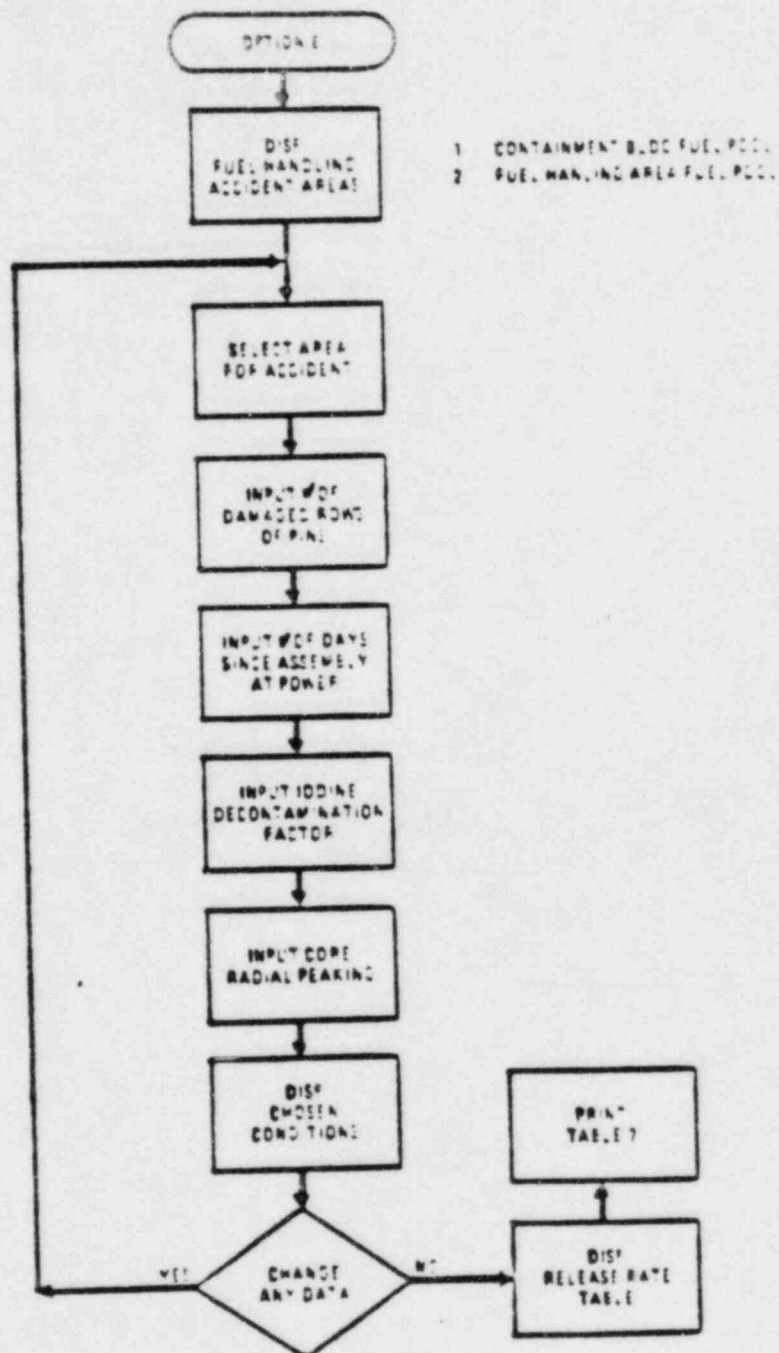 OPTION E
DISP
FUEL HANDLING
ACCIDENT AREAS
1 CONTAINMENT BLDG FUEL POOL
2 FUEL HANLING AREA FUEL POOL
SELECT AREA
FOR ACCIDENT
INPUT # OF
DAMAGED ROWS
OF PINS
INPUT # OF DAYS
SINCE ASSEMBLY
AT POWER
INPUT IODINE
DECONTAMINATION
FACTOR
INPUT CORE
RADIAL PEAKING
DISP
CHOSEN
CONDITIONS
PRINT
TABLE 7
YES
CHANGE
ANY DATA
NO
DISP
RELEASE RATE
TABLE